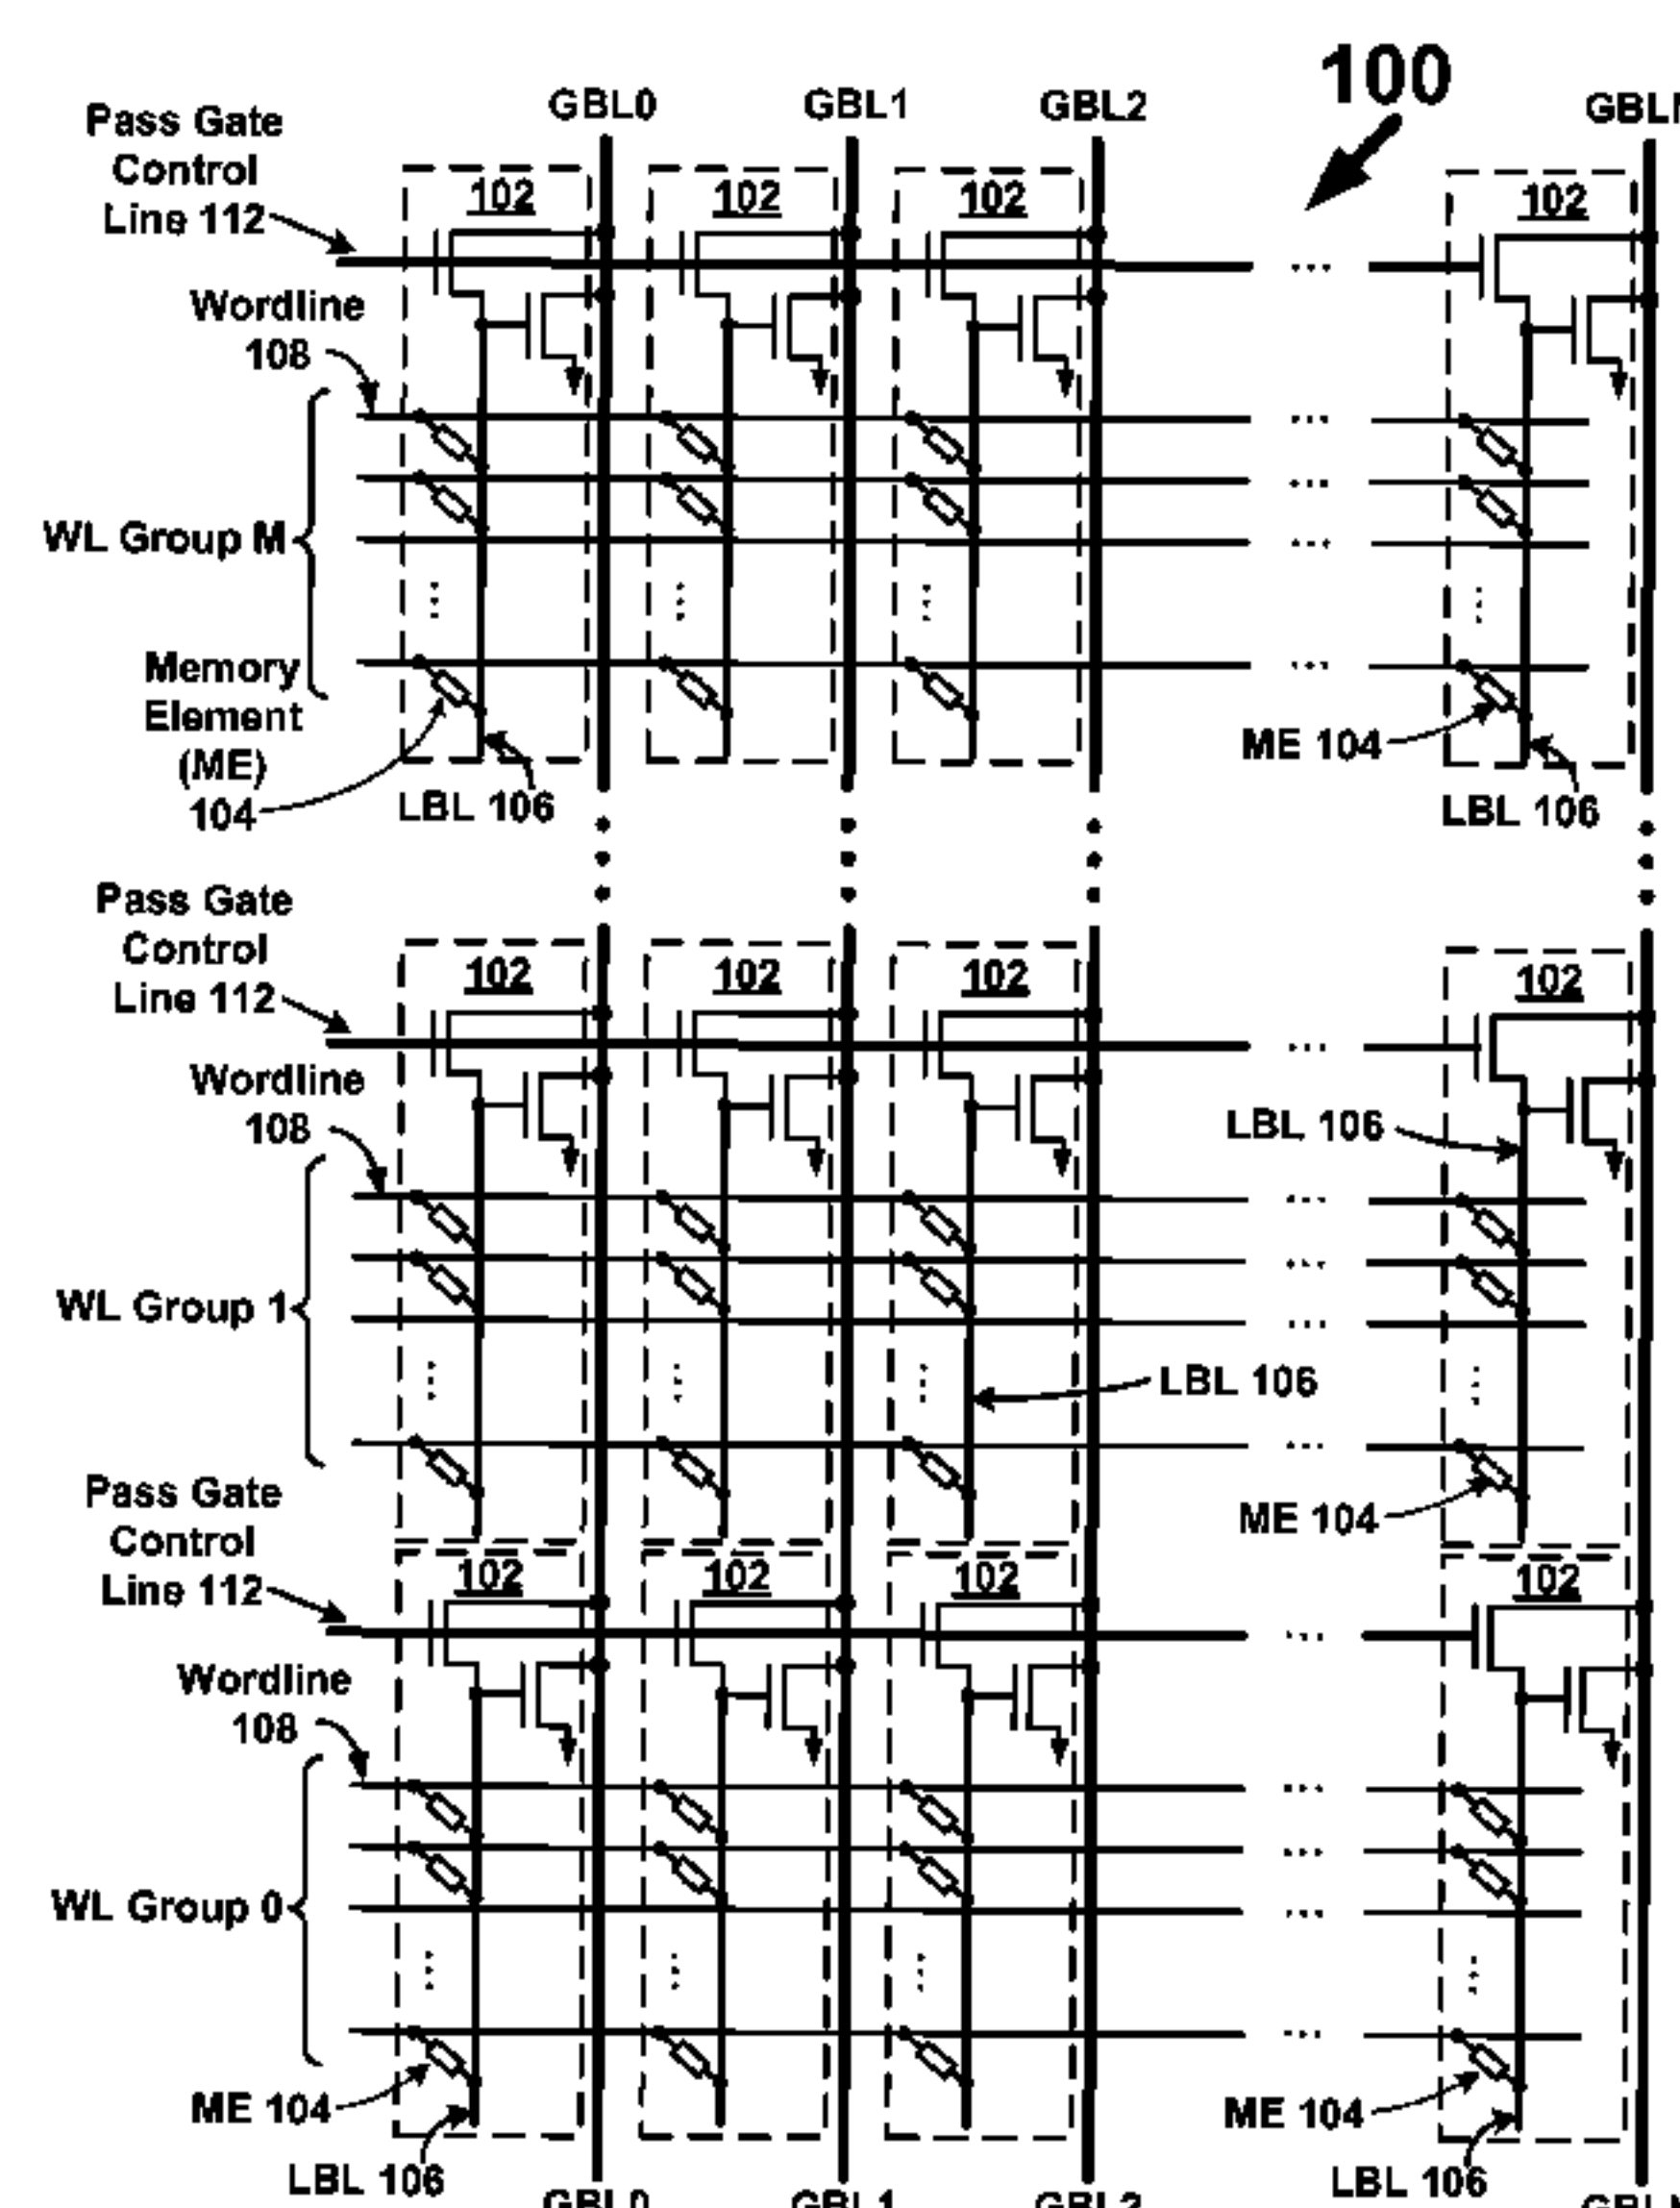 100
GBL0 GBL1 GBL2
Pass Gate
Control
Line 112
102 102 102 102
Wordline
108
WL Group M
...
Memory
Element
(ME)
104
LBL 106
ME 104
LBL 106
Pass Gate
Control
Line 112
102 102 102 102
Wordline
108
LBL 106
WL Group 1
LBL 106
ME 104
Pass Gate
Control
Line 112
102 102 102 102
Wordline
108
WL Group 0
ME 104
LBL 106
ME 104
LBL 106
GBL0 GBL1 GBL2